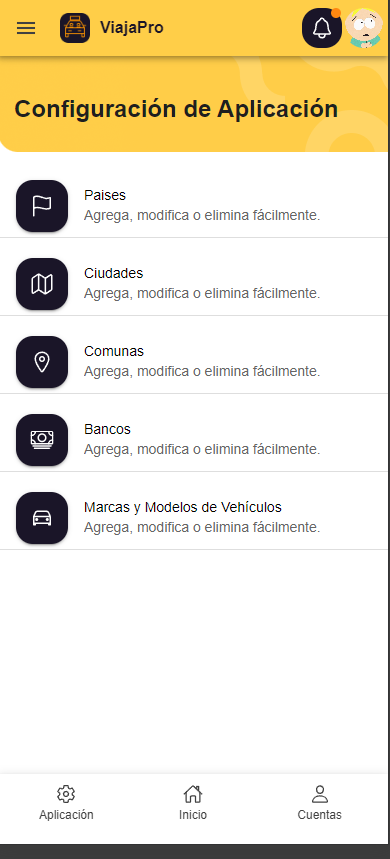 ViajaPro
Configuración de Aplicación
Paises
Agrega, modifica o elimina fácilmente.
Ciudades
Agrega, modifica o elimina fácilmente.
Comunas
Agrega, modifica o elimina fácilmente.
Bancos
Agrega, modifica o elimina fácilmente.
Marcas y Modelos de Vehículos
Agrega, modifica o elimina fácilmente.
Aplicación
Inicio
Cuentas